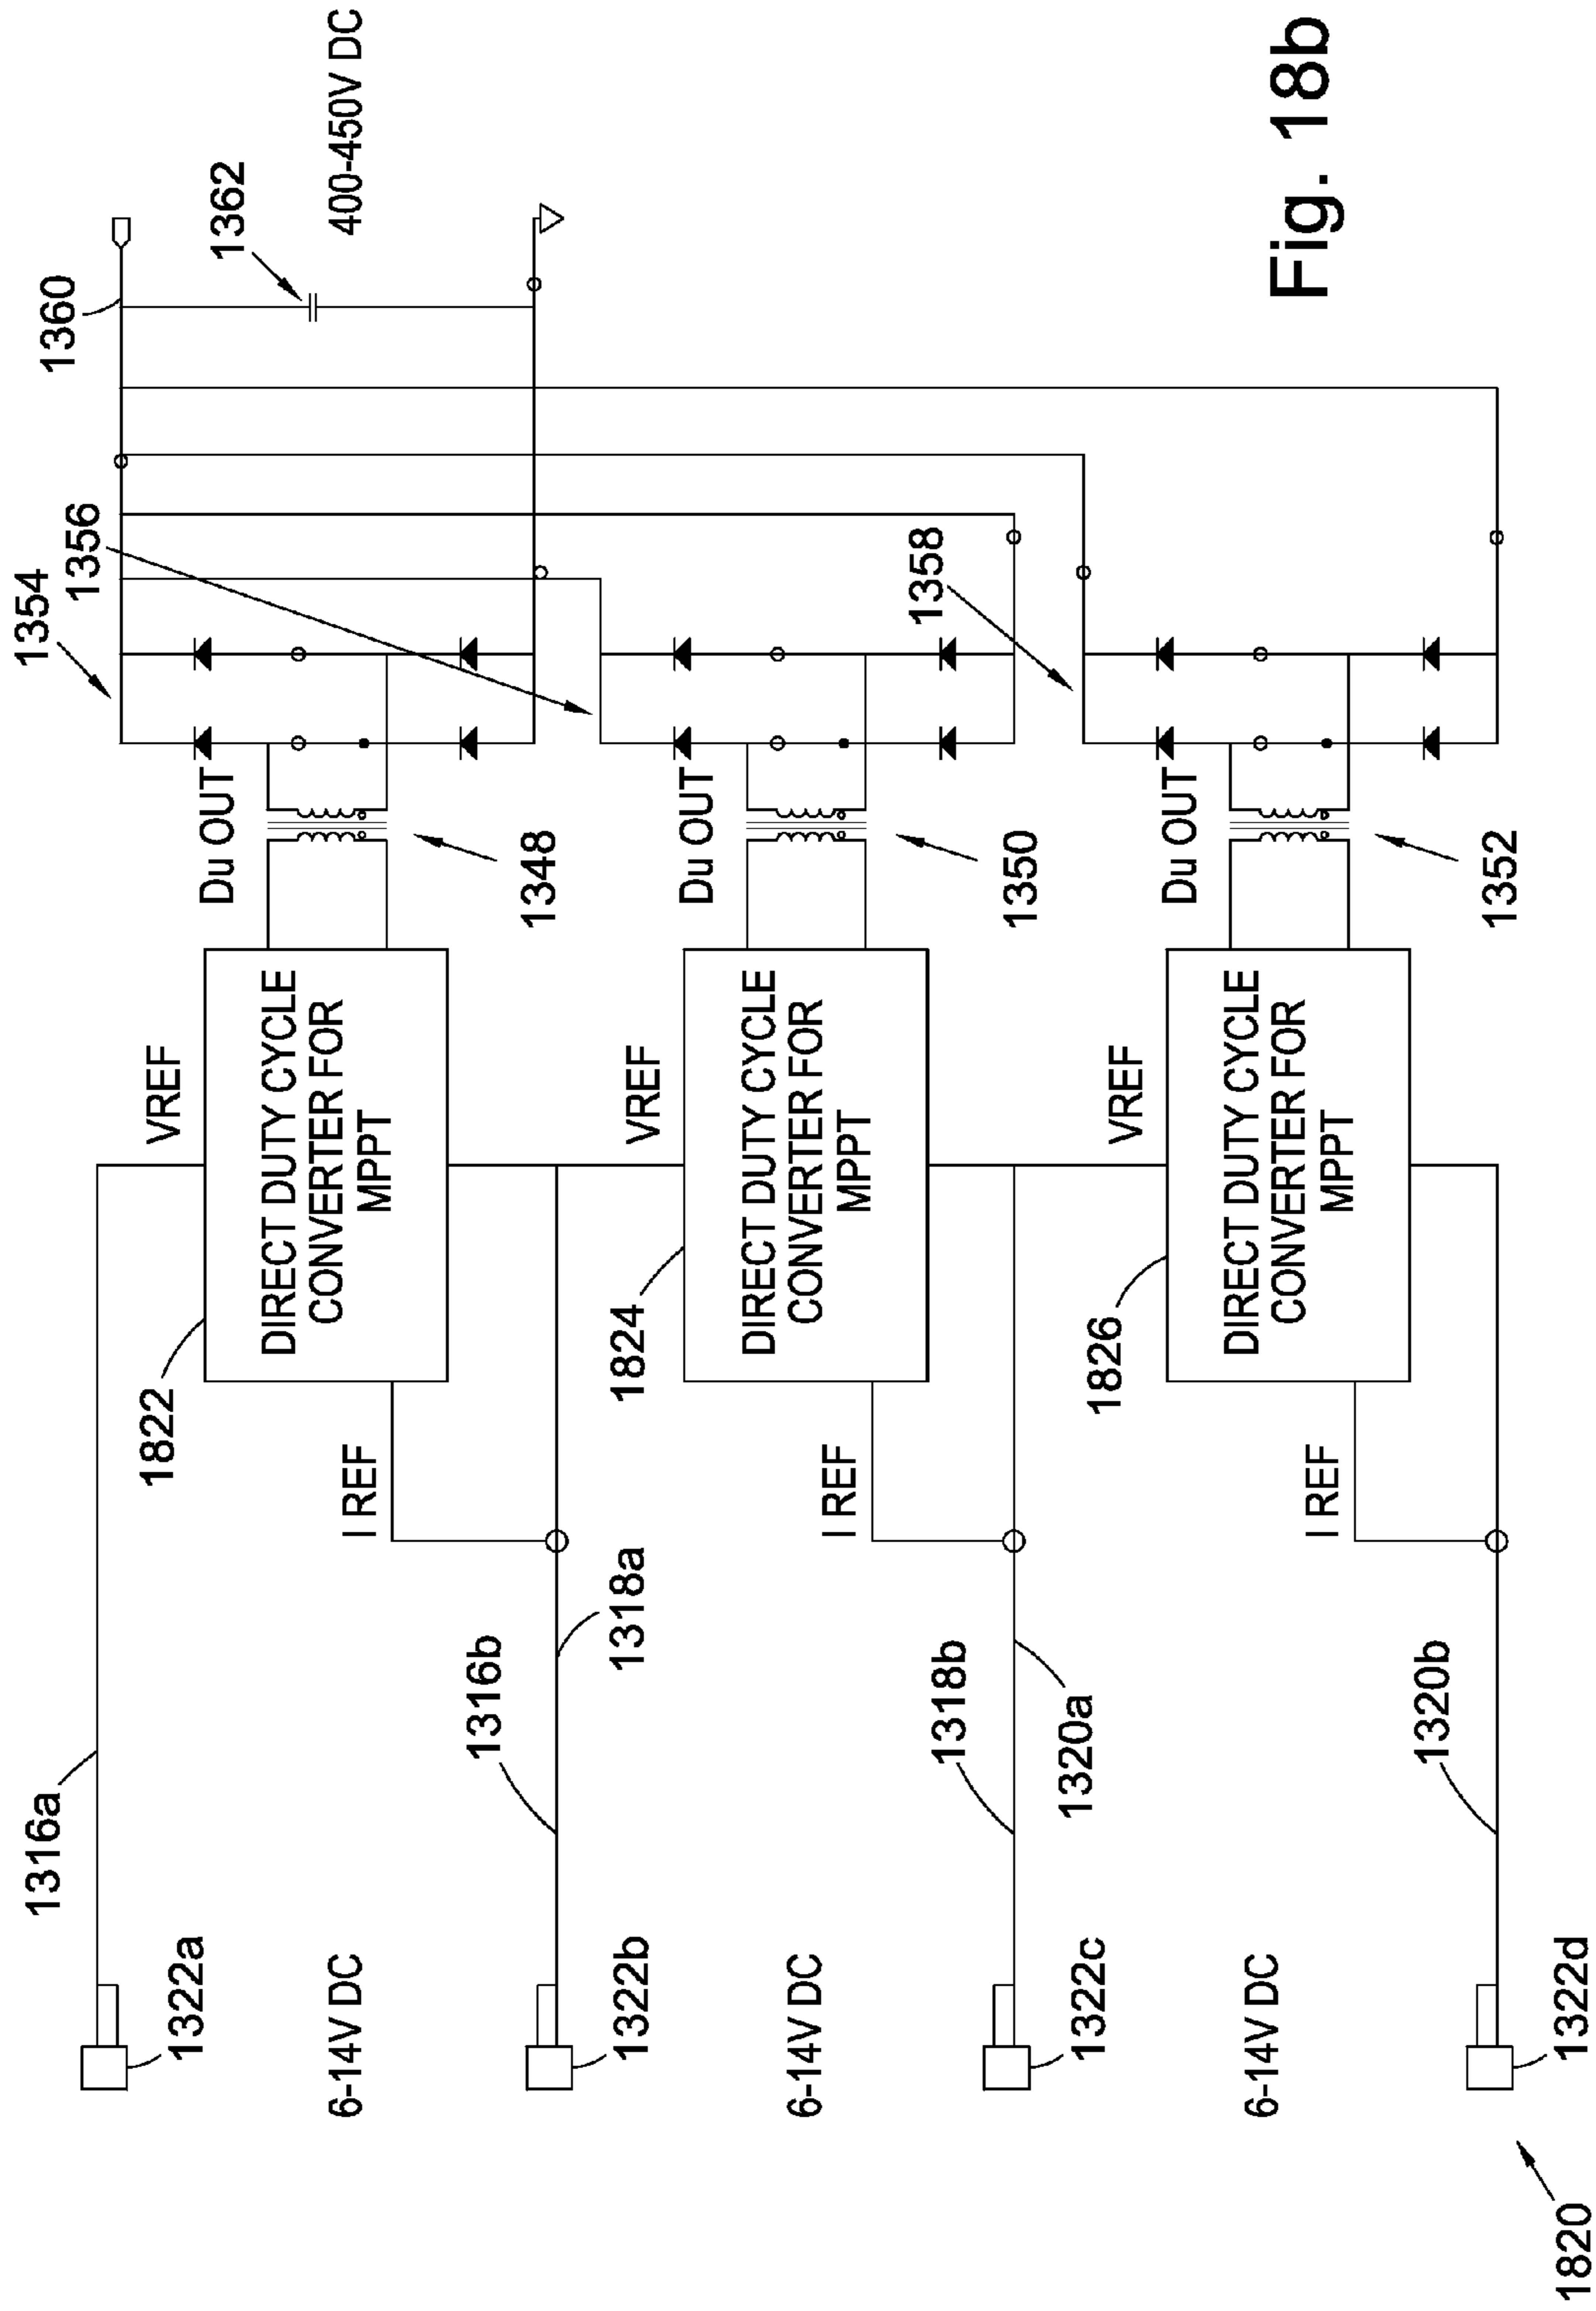 1354
1356
1360
1362
400-450V DC
Du OUT
1348
1358
Du OUT
1350
Du OUT
1352
Fig. 18b
VREF
1822
DIRECT DUTY CYCLE
CONVERTER FOR
MPPT
I REF
VREF
1824
DIRECT DUTY CYCLE
CONVERTER FOR
MPPT
I REF
VREF
1826
DIRECT DUTY CYCLE
CONVERTER FOR
MPPT
I REF
1316a
1316b
1318a
1318b
1320a
1320b
1322a
6-14V DC
1322b
6-14V DC
1322c
6-14V DC
1322d
1820